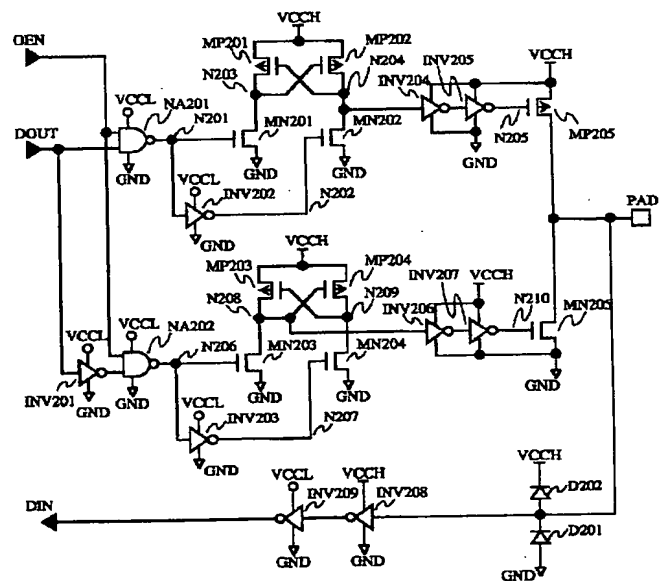 OEN
VCCH
MP201
MP202
N203
N204
INV205
INV204
VCCH
VCCL
NA201
DOUT
N201
MN201
MN202
N205
MP205
GND
GND
GND
GND
VCCL
INV202
N202
PAD
GND
VCCH
MP203
MP204
N208
N209
INV207
VCCH
INV206
N210
MN205
VCCL
VCCL
NA202
N206
MN203
MN204
INV201
GND
GND
VCCL
INV203
GND
GND
N207
GND
GND
VCCH
D202
VCCL
INV209
VCCH
INV208
DIN
D201
GND
GND
GND